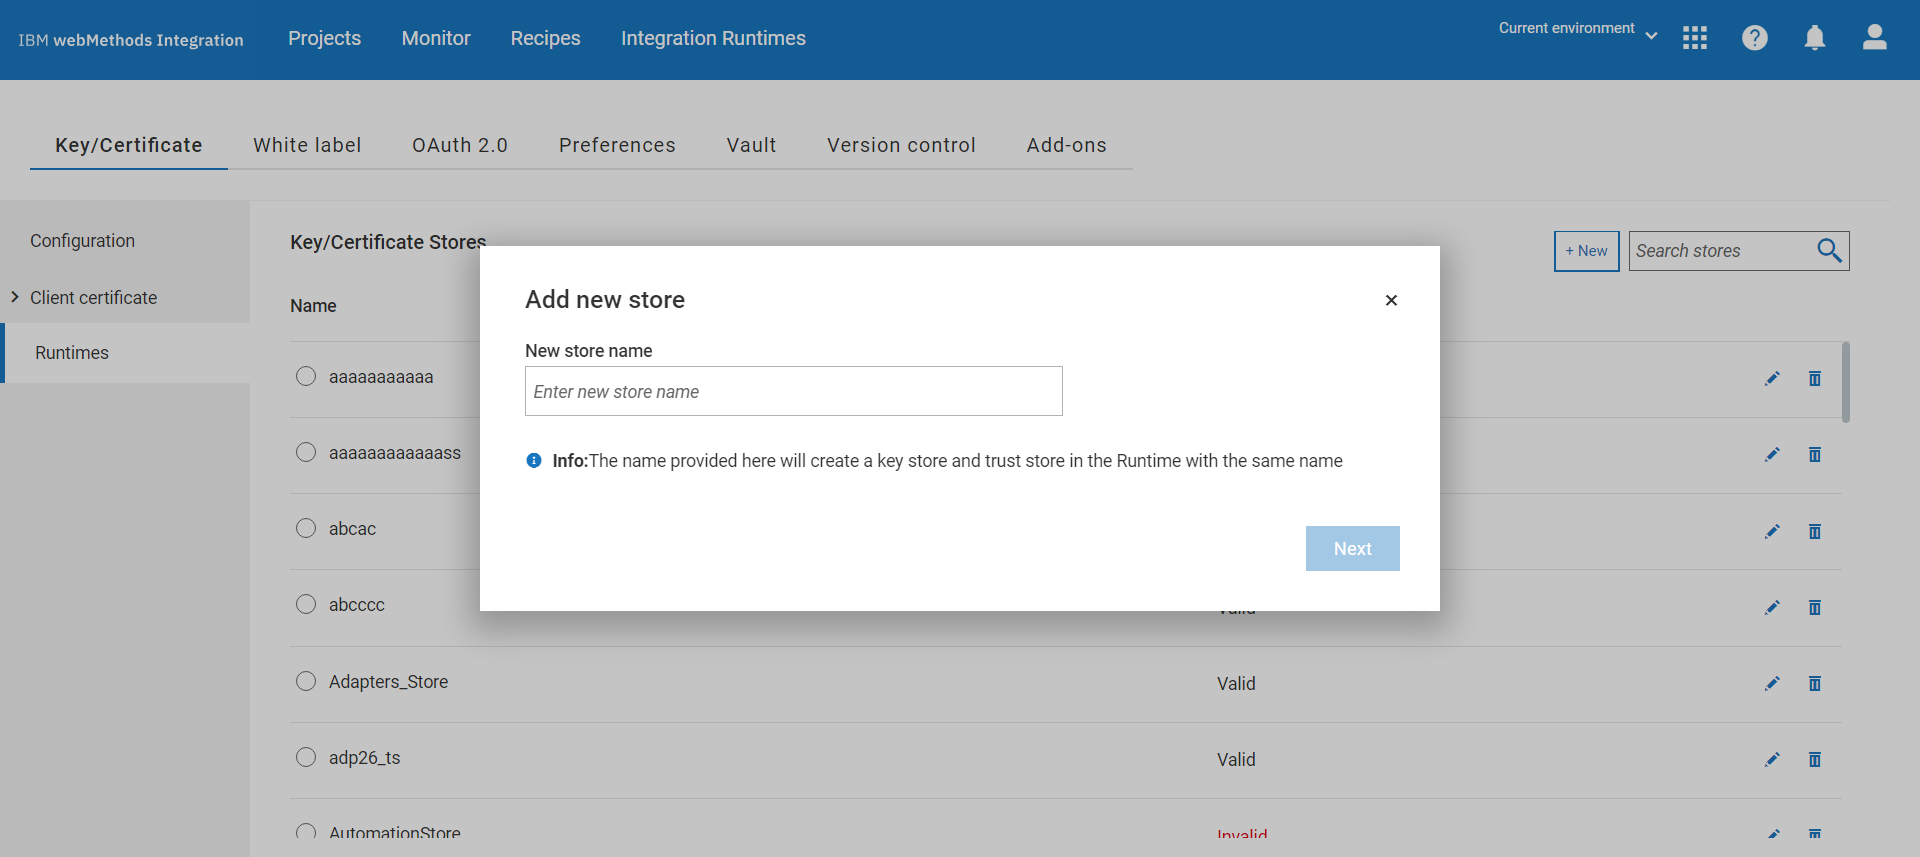 IBM webMethods Integration
Projects
Monitor
Recipes
Integration Runtimes
Current environment
Key/Certificate
White label
OAuth 2.0
Preferences
Vault
Version control
Add-ons
Configuration
Client certificate
Runtimes
Key/Certificate Stores
+ New
Search stores
Name
Add new store
New store name
Enter new store name
Info:The name provided here will create a key store and trust store in the Runtime with the same name
Next
aaaaaaaaaaa
aaaaaaaaaaaass
abcac
abcccc
Valid
Adapters_Store
Valid
adp26_ts
Valid
AutomationStore
Invalid